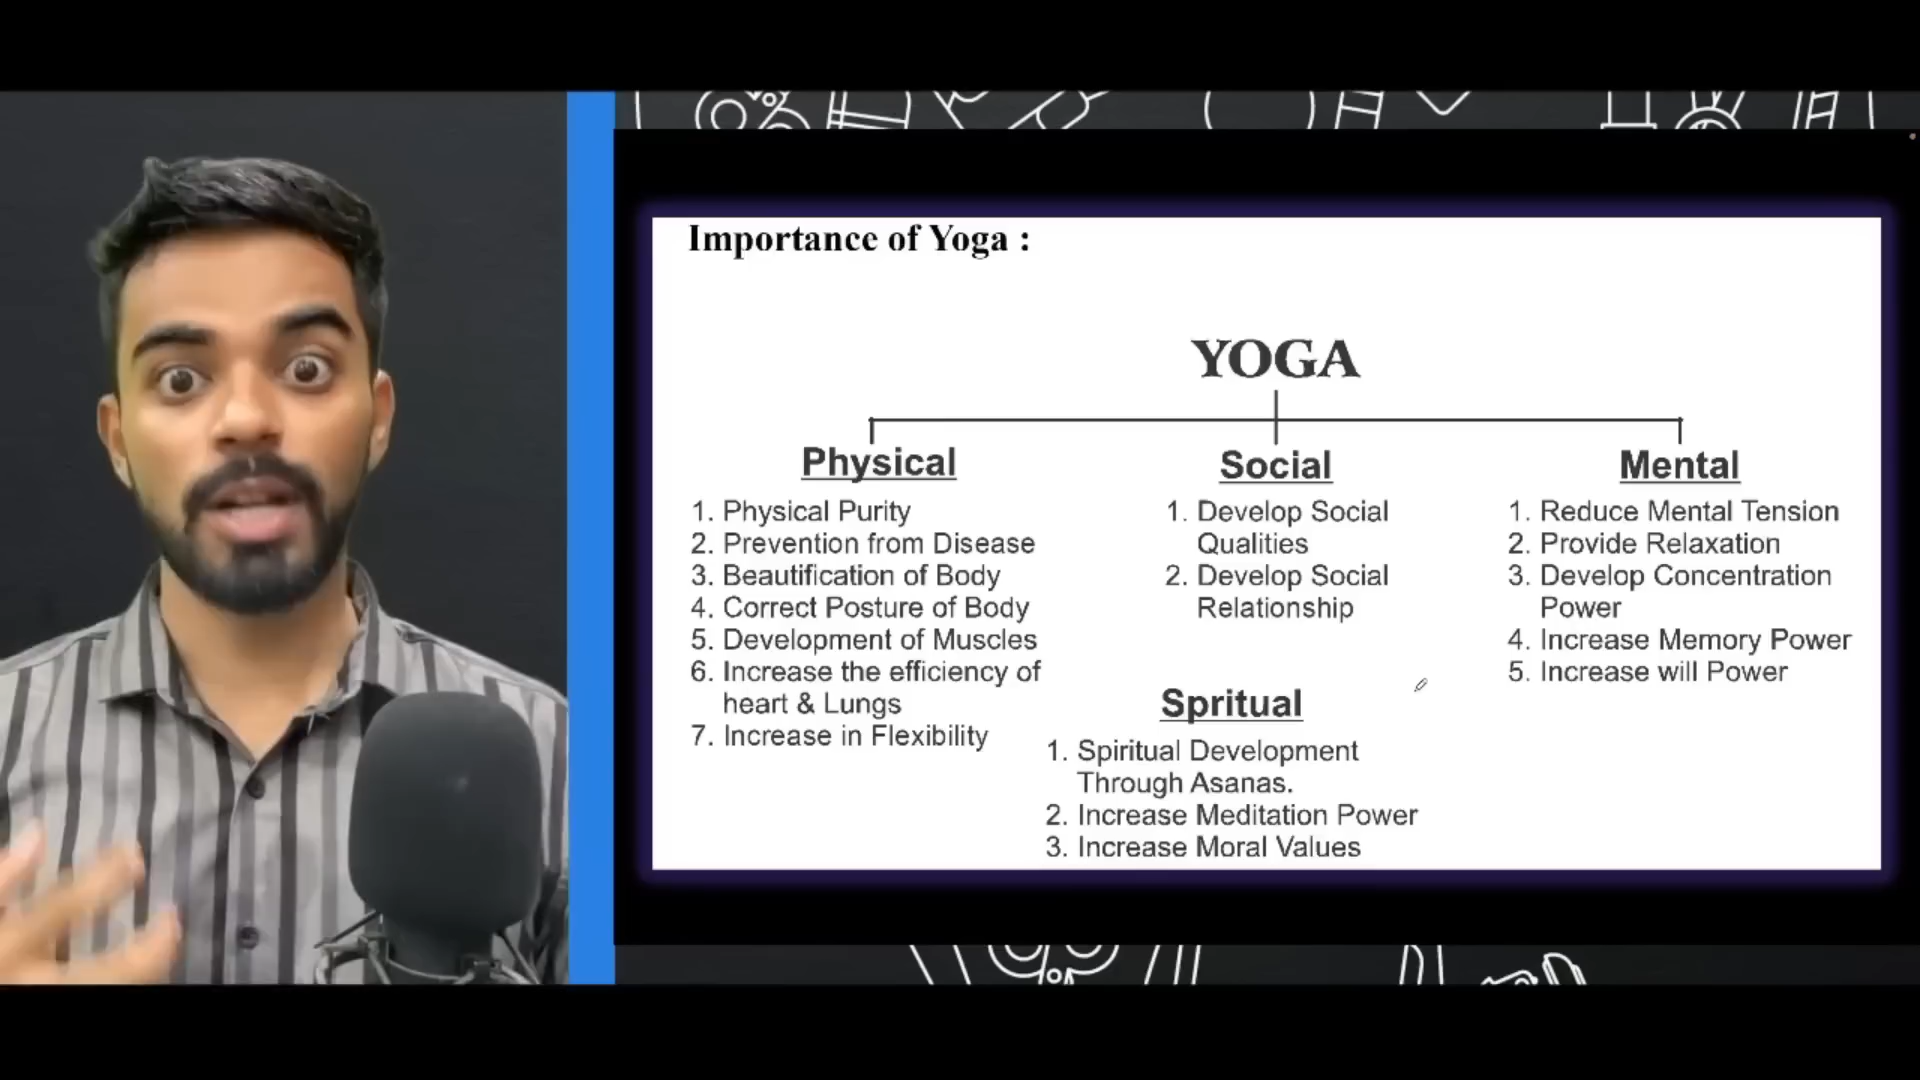 Importance of Yoga :
YOGA
Physical
1. Physical Purity
2. Prevention from Disease
3. Beautification of Body
4. Correct Posture of Body
5. Development of Muscles
6. Increase the efficiency of
heart & Lungs
7. Increase in Flexibility
Social
1. Develop Social
Qualities
2. Develop Social
Relationship
Spritual
1. Spiritual Development
Through Asanas.
2. Increase Meditation Power
3. Increase Moral Values
Mental
1. Reduce Mental Tension
2. Provide Relaxation
3. Develop Concentration
Power
4. Increase Memory Power
5. Increase will Power